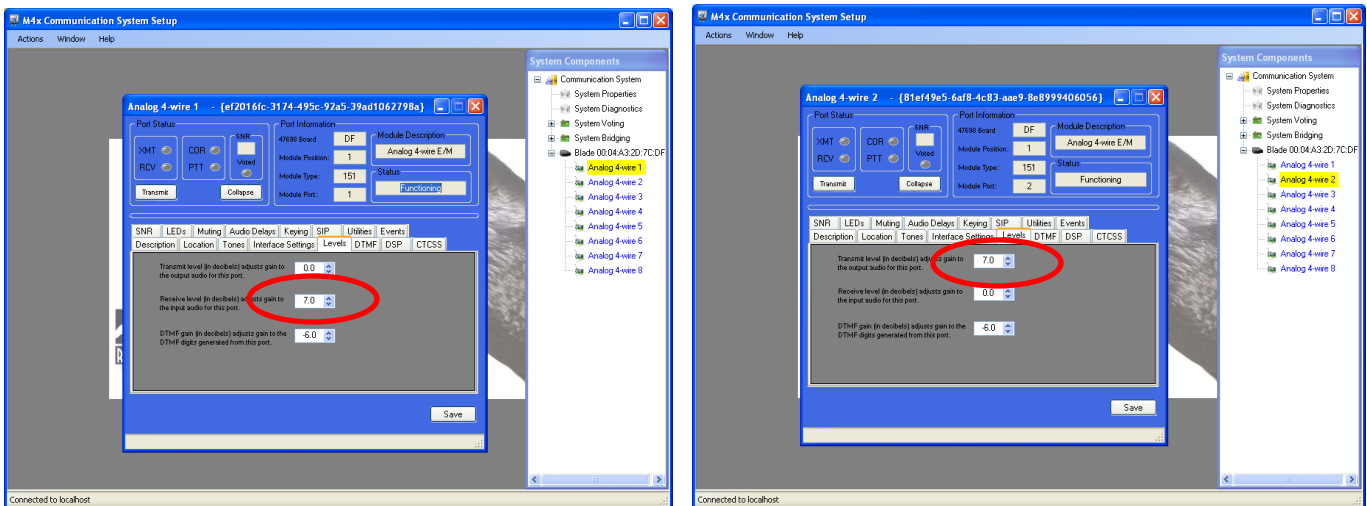 M4x Communication System Setup
Actions Window Help
System Components
Communication System
System Properties
System Diagnostics
System Voting
System Bridging
Blade 00:04:A3:2D:7C:DF
Analog 4-wire 1
Analog 4-wire 2
Analog 4-wire 3
Analog 4-wire 4
Analog 4-wire 5
Analog 4-wire 6
Analog 4-wire 7
Analog 4-wire 8
Analog 4-wire 1 - {ef2016fc-3174-495c-92a5-39ad1062798a}
Port Status
XMT COR
RCV PTT
SNR
Voted
Transmit Collapse
Port Information
47698 Board DF
Module Position: 1
Module Type: 151
Module Port: 1
Module Description
Analog 4-wire E/M
Status
Functioning
SNR LEDs Muting Audio Delays Keying SIP Utilities Events
Description Location Tones Interface Settings Levels DTMF DSP CTCSS
Transmit level (in decibels) adjusts gain to 0.0
the output audio for this port.
Receive level (in decibels) adjusts gain to 7.0
the input audio for this port.
DTMF gain (in decibels) adjusts gain to the -6.0
DTMF digits generated from this port.
Save
Connected to localhost
M4x Communication System Setup
Actions Window Help
System Components
Communication System
System Properties
System Diagnostics
System Voting
System Bridging
Blade 00:04:A3:2D:7C:DF
Analog 4-wire 1
Analog 4-wire 2
Analog 4-wire 3
Analog 4-wire 4
Analog 4-wire 5
Analog 4-wire 6
Analog 4-wire 7
Analog 4-wire 8
Analog 4-wire 2 - {81ef49e5-6af8-4c83-aae9-8e8999406056}
Port Status
XMT COR
RCV PTT
SNR
Voted
Transmit Collapse
Port Information
47698 Board DF
Module Position: 1
Module Type: 151
Module Port: 2
Module Description
Analog 4-wire E/M
Status
Functioning
SNR LEDs Muting Audio Delays Keying SIP Utilities Events
Description Location Tones Interface Settings Levels DTMF DSP CTCSS
Transmit level (in decibels) adjusts gain to 7.0
the output audio for this port.
Receive level (in decibels) adjusts gain to 0.0
the input audio for this port.
DTMF gain (in decibels) adjusts gain to the -6.0
DTMF digits generated from this port.
Save
Connected to localhost